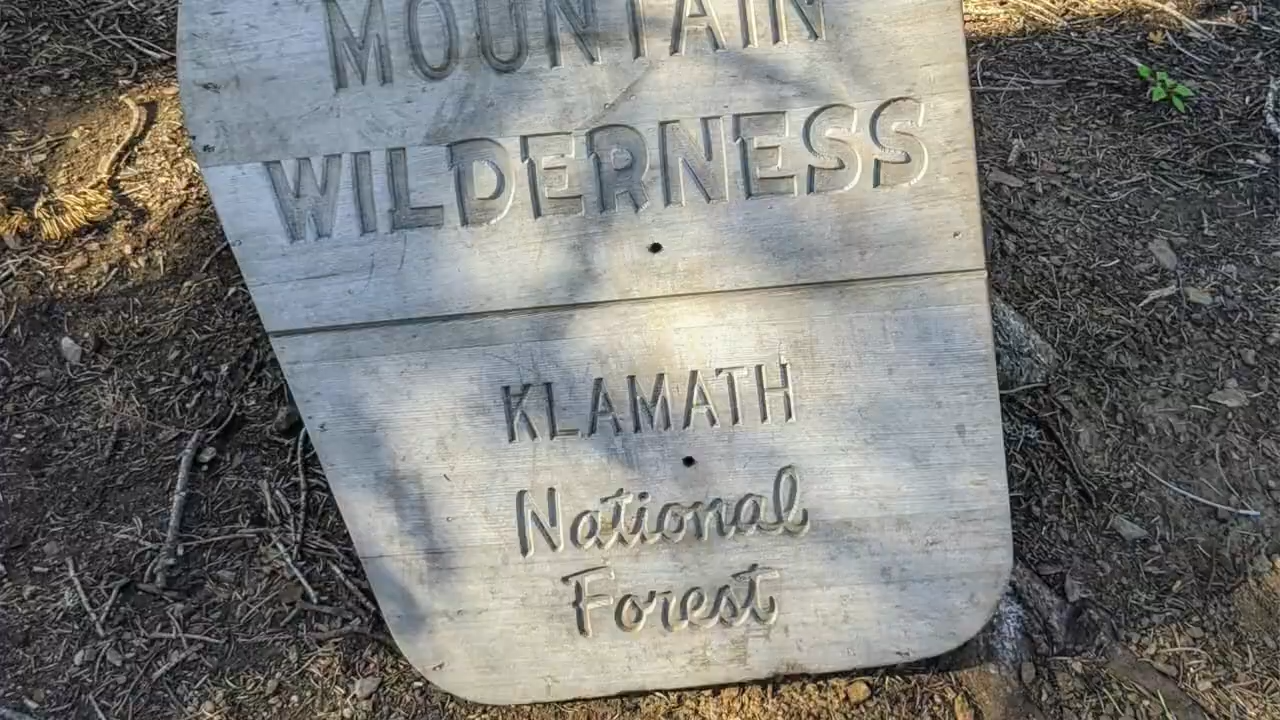 MOUNTAIN
WILDERNESS
KLAMATH
National
Forest